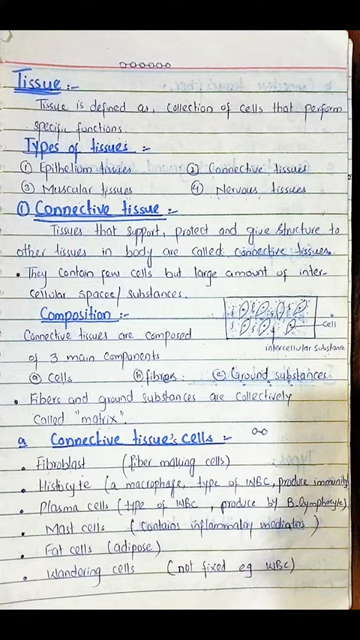 Tissue :-
Tissue is defined as, collection of cells that perform
specific functions.
Types of tissues :-
① Epithelium tissues ② Connective tissues
③ Muscular tissues ④ Nervous tissues
① Connective tissue :-
Tissues that support, protect and give structure to
other tissues in body are called connective tissues.
• They contain few cells but large amount of inter-
cellular spaces/ substances.
Composition :-
Connective tissues are composed
of 3 main components
cell
intercellular substance
ⓐ cells ⓑ fibres ⓒ Ground substances
• Fibers and ground substances are collectively
called "matrix".
a Connective tissue's cells :-
• Fibroblast (fiber making cells)
• Histocyte (a macrophage, type of WBC, produce immunity)
• Plasma cells (type of WBC, produce by B.lymphocyte)
• Mast cells (contains inflammatory mediates)
• Fat cells (adipose)
• Wandering cells (not fixed eg WBC)